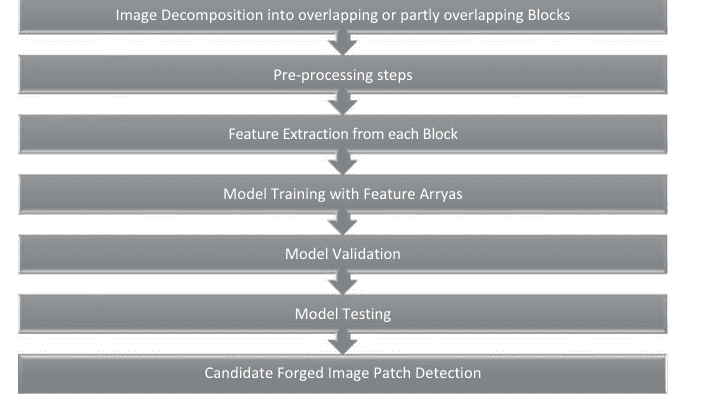 Image Decomposition into overlapping or partly overlapping Blocks
Pre-processing steps
Feature Extraction from each Block
Model Training with Feature Arryas
Model Validation
Model Testing
Candidate Forged Image Patch Detection